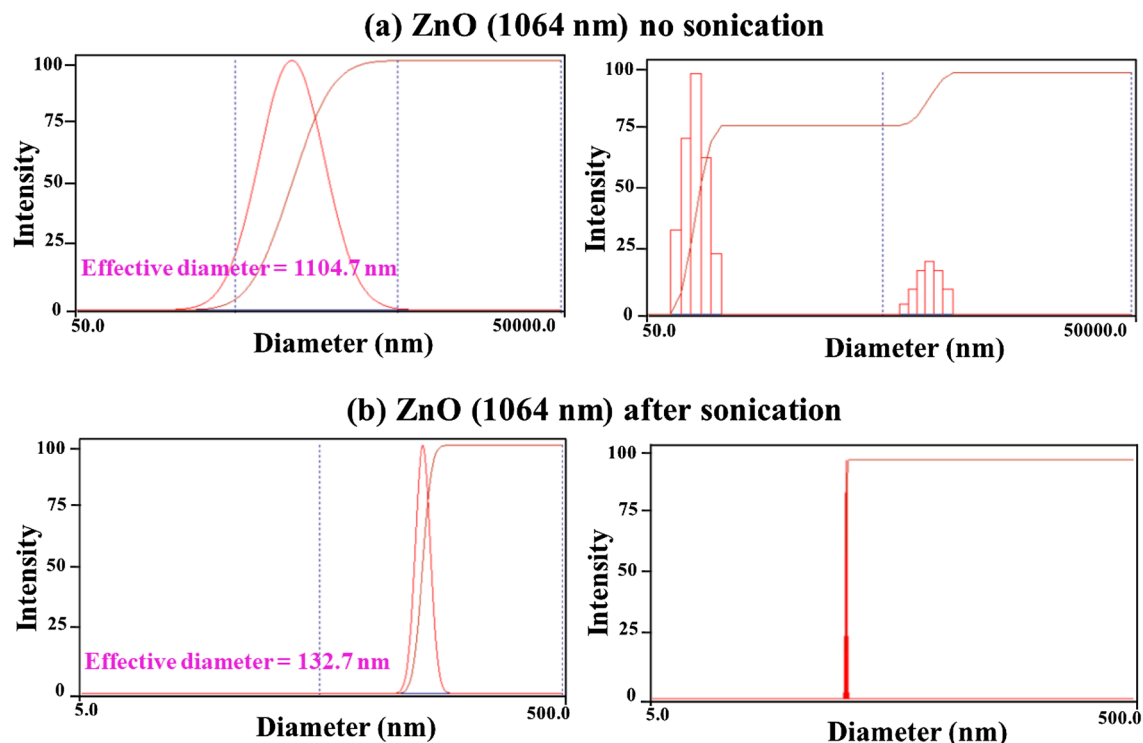 (a) ZnO (1064 nm) no sonication
100
75
50
25
0
Intensity
Effective diameter = 1104.7 nm
50.0
50000.0
Diameter (nm)
100
75
50
25
0
Intensity
50.0
50000.0
Diameter (nm)
(b) ZnO (1064 nm) after sonication
100
75
50
25
0
Intensity
Effective diameter = 132.7 nm
5.0
500.0
Diameter (nm)
100
75
50
25
0
Intensity
5.0
500.0
Diameter (nm)